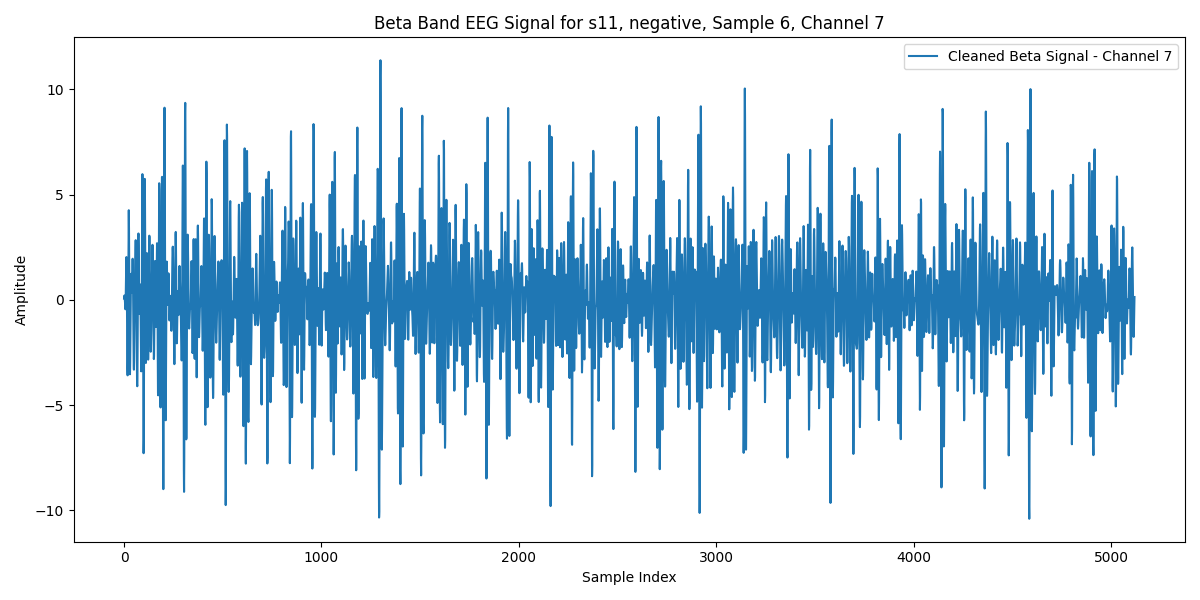 Beta Band EEG Signal for s11, negative, Sample 6, Channel 7
Cleaned Beta Signal - Channel 7
Amplitude
10
5
0
−5
−10
0 1000 2000 3000 4000 5000
Sample Index